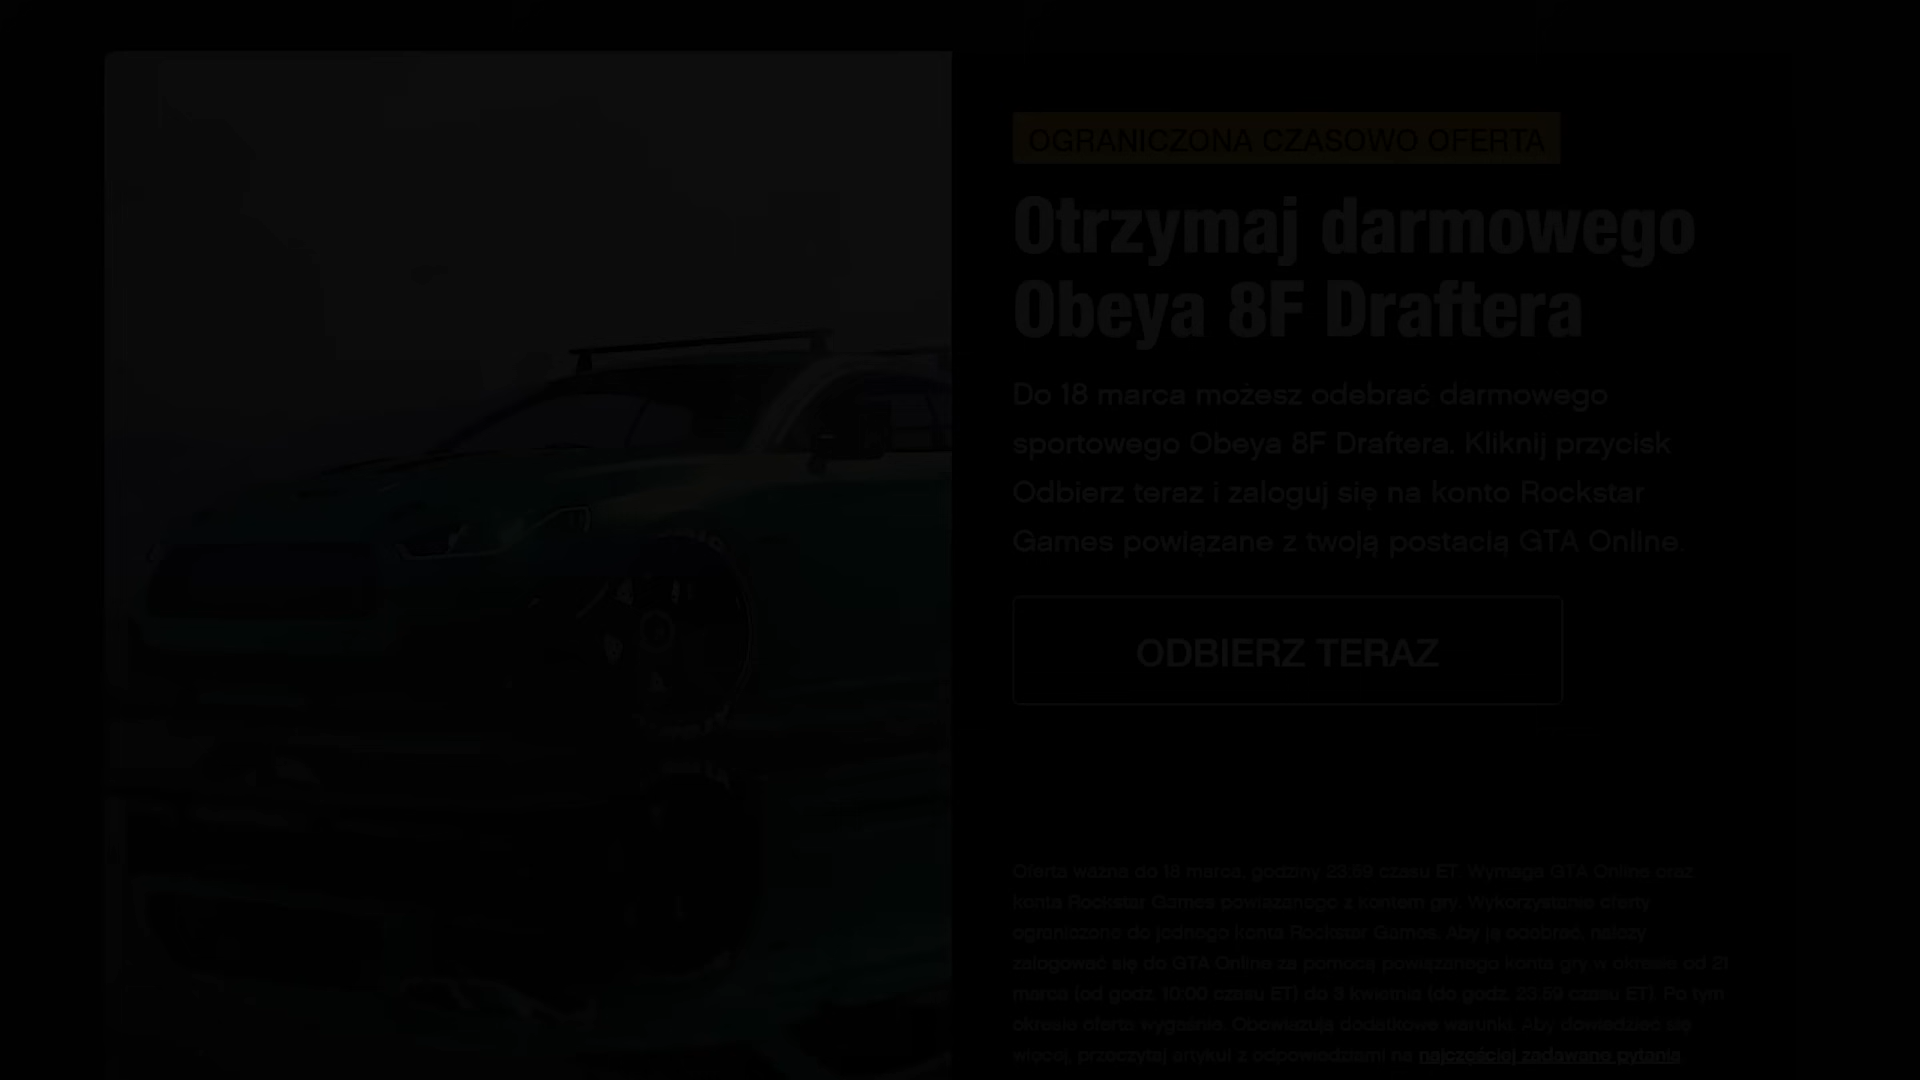 OGRANICZONA CZASOWO OFERTA
Otrzymaj darmowego
Obeya 8F Draftera
Do 18 marca możesz odebrać darmowego
sportowego Obeya 8F Draftera. Kliknij przycisk
Odbierz teraz i zaloguj się na konto Rockstar
Games powiązane z twoją postacią GTA Online.
ODBIERZ TERAZ
Oferta ważna do 18 marca, godziny 23:59 czasu ET. Wymaga GTA Online oraz
konta Rockstar Games powiązanego z kontem gry. Wykorzystanie oferty
ograniczone do jednego konta Rockstar Games. Aby ją odebrać, należy
zalogować się do GTA Online za pomocą powiązanego konta gry w okresie od 21
marca (od godz. 10:00 czasu ET) do 3 kwietnia (do godz. 23:59 czasu ET). Po tym
okresie oferta wygaśnie. Obowiązują dodatkowe warunki. Aby dowiedzieć się
więcej, przeczytaj artykuł z odpowiedziami na najczęściej zadawane pytania.